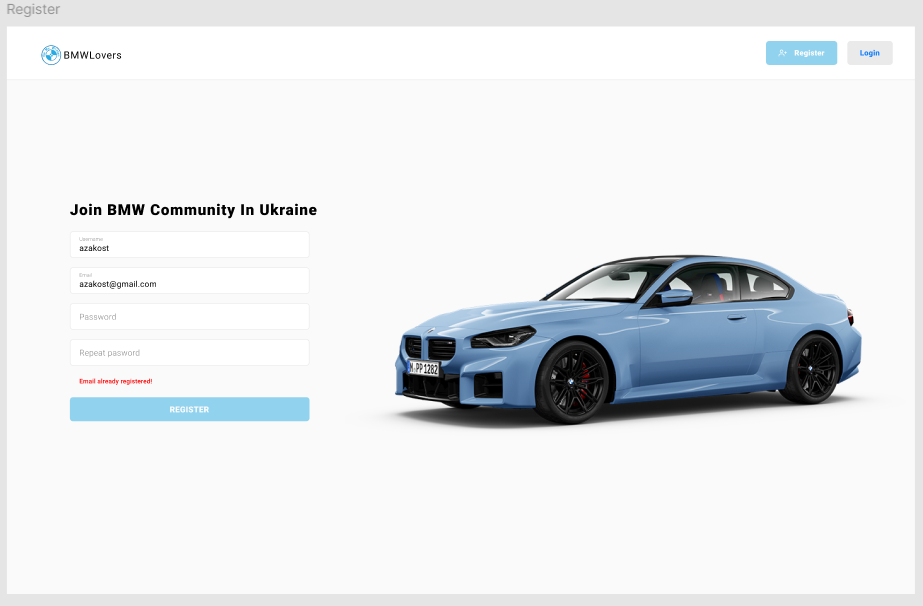 Register
BMWLovers
Register
Login
Join BMW Community In Ukraine
Username
azakost
Email
azakost@gmail.com
Password
Repeat pasword
Email already registered!
REGISTER
M·PP 1282